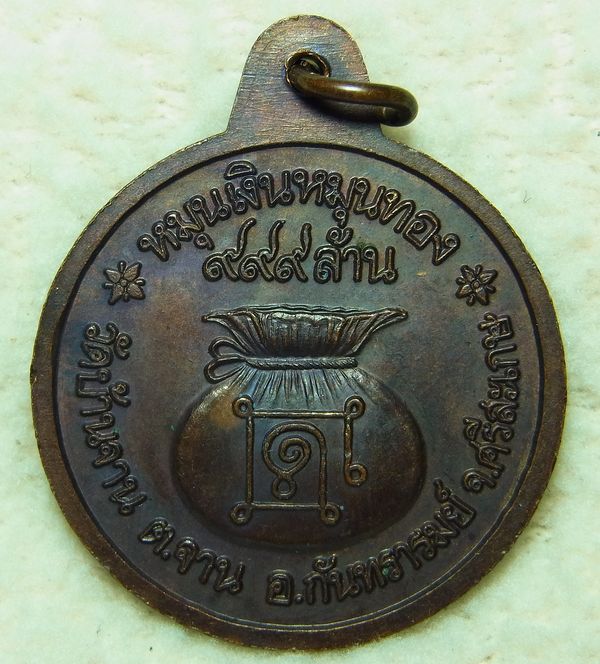 หมุนเงินหมุนทอง
๙๙๙ ล้าน
วัดบ้านจาน ต.จาน อ.กันทรารมย์ จ.ศรีสะเกษ